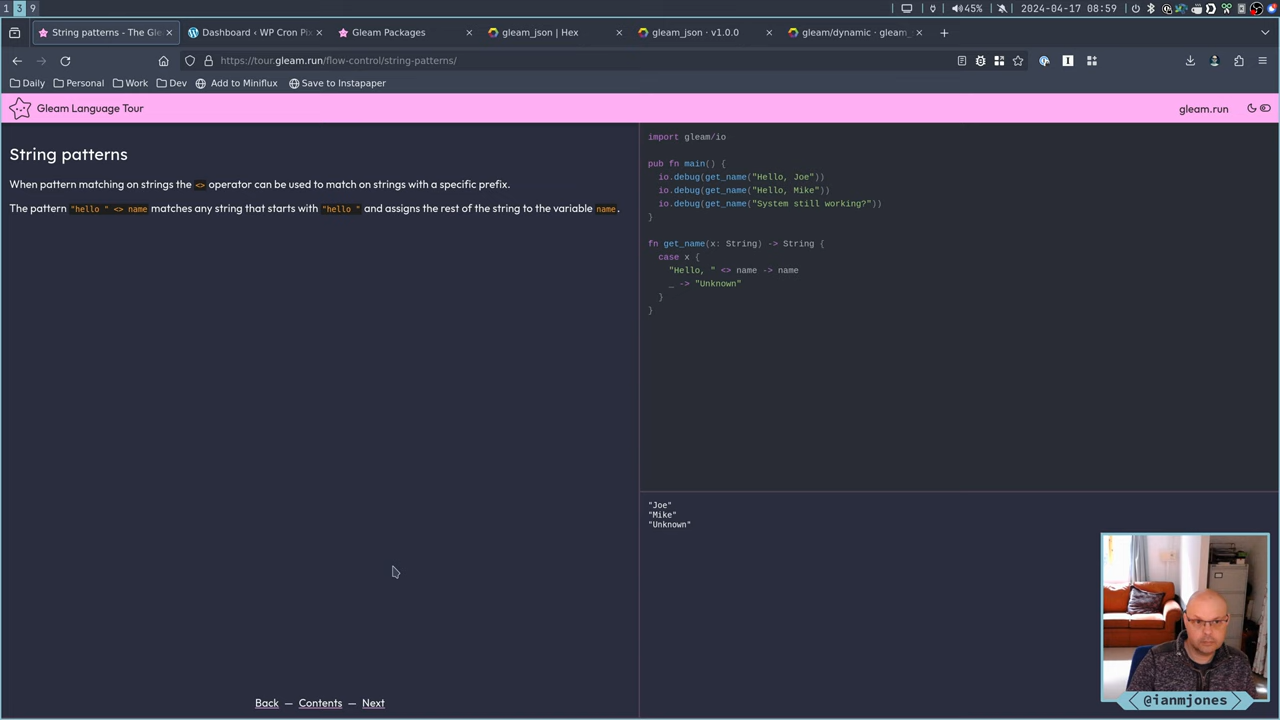 1 3 9
45% 2024-04-17 08:59
String patterns - The Gle
Dashboard ‹ WP Cron Pix
Gleam Packages
gleam_json | Hex
gleam_json · v1.0.0
gleam/dynamic · gleam_
https://tour.gleam.run/flow-control/string-patterns/
Daily Personal Work Dev Add to Miniflux Save to Instapaper
Gleam Language Tour
gleam.run
String patterns
When pattern matching on strings the <> operator can be used to match on strings with a specific prefix.
The pattern "hello " <> name matches any string that starts with "hello " and assigns the rest of the string to the variable name.
Back — Contents — Next
import gleam/io
pub fn main() {
  io.debug(get_name("Hello, Joe"))
  io.debug(get_name("Hello, Mike"))
  io.debug(get_name("System still working?"))
}
fn get_name(x: String) -> String {
  case x {
    "Hello, " <> name -> name
    _ -> "Unknown"
  }
}
"Joe"
"Mike"
"Unknown"
@ianmjones